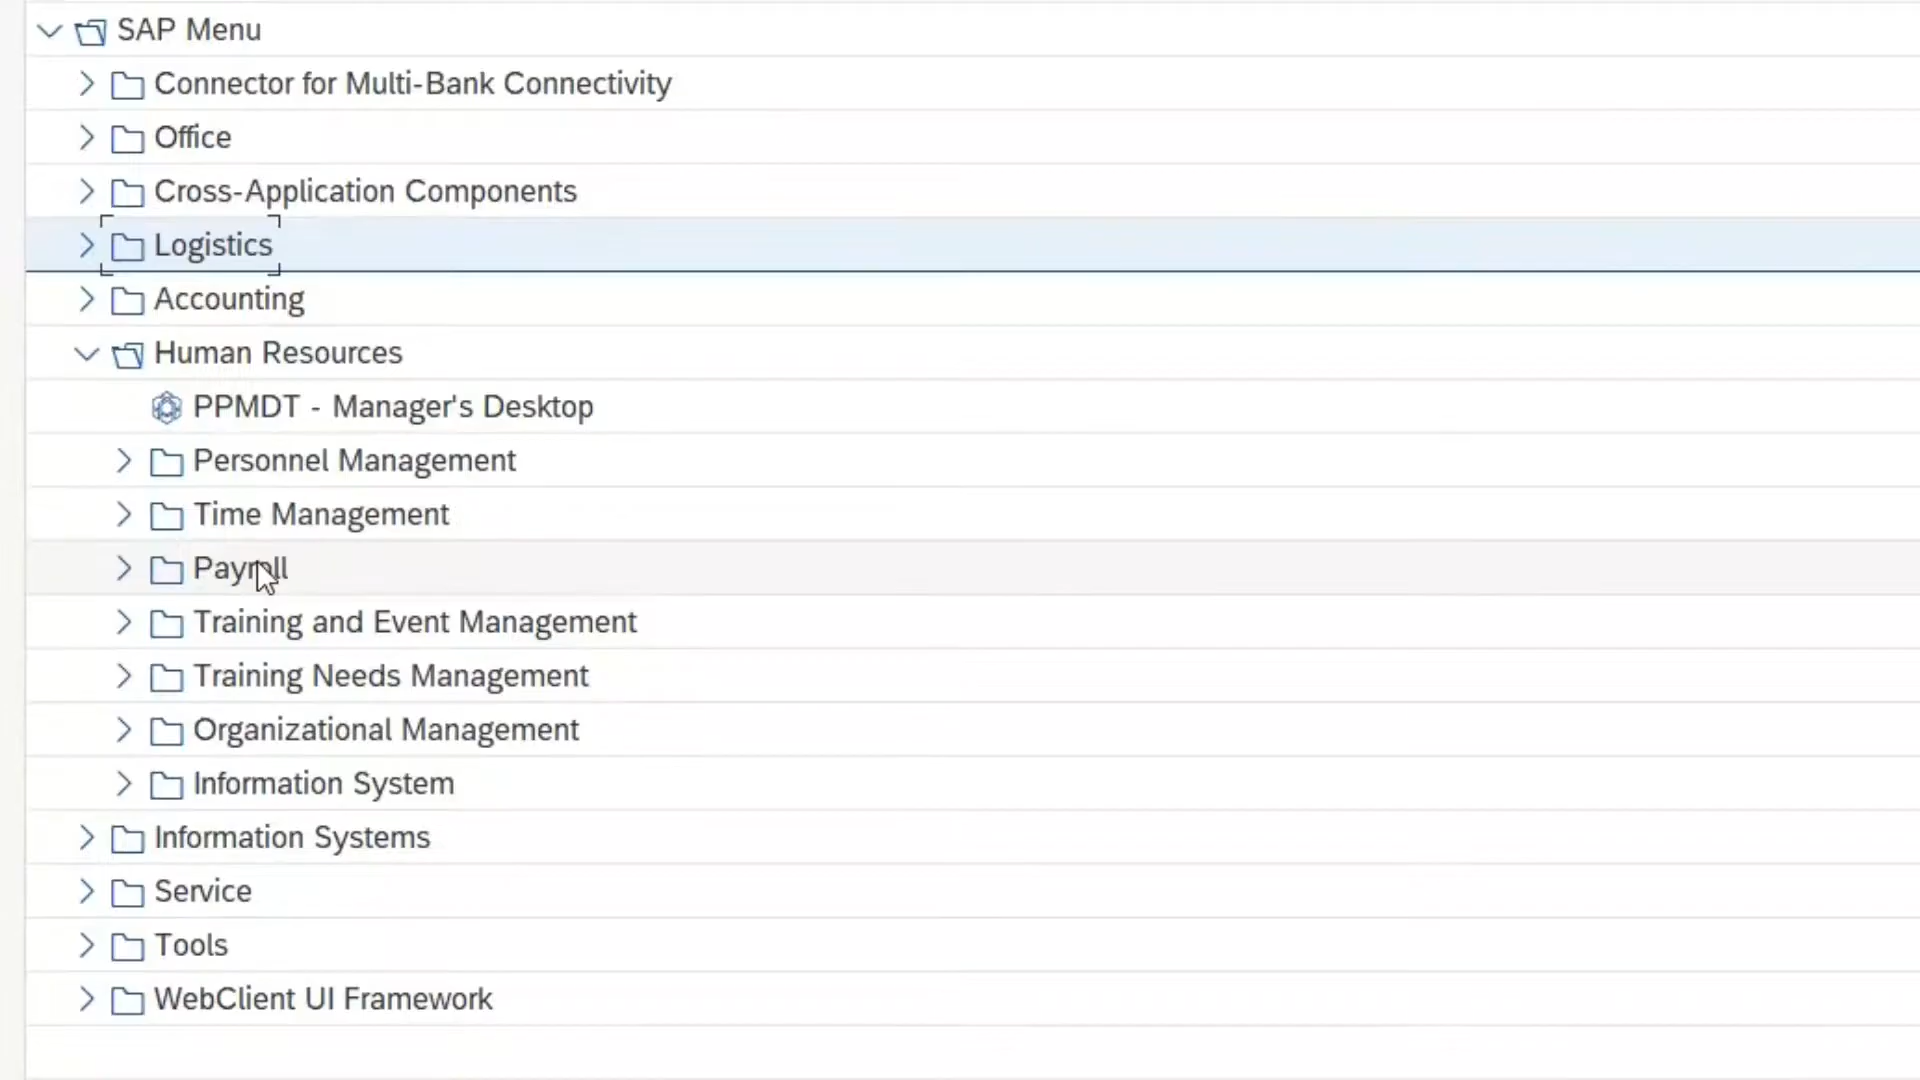 SAP Menu
Connector for Multi-Bank Connectivity
Office
Cross-Application Components
Logistics
Accounting
Human Resources
PPMDT - Manager's Desktop
Personnel Management
Time Management
Payroll
Training and Event Management
Training Needs Management
Organizational Management
Information System
Information Systems
Service
Tools
WebClient UI Framework